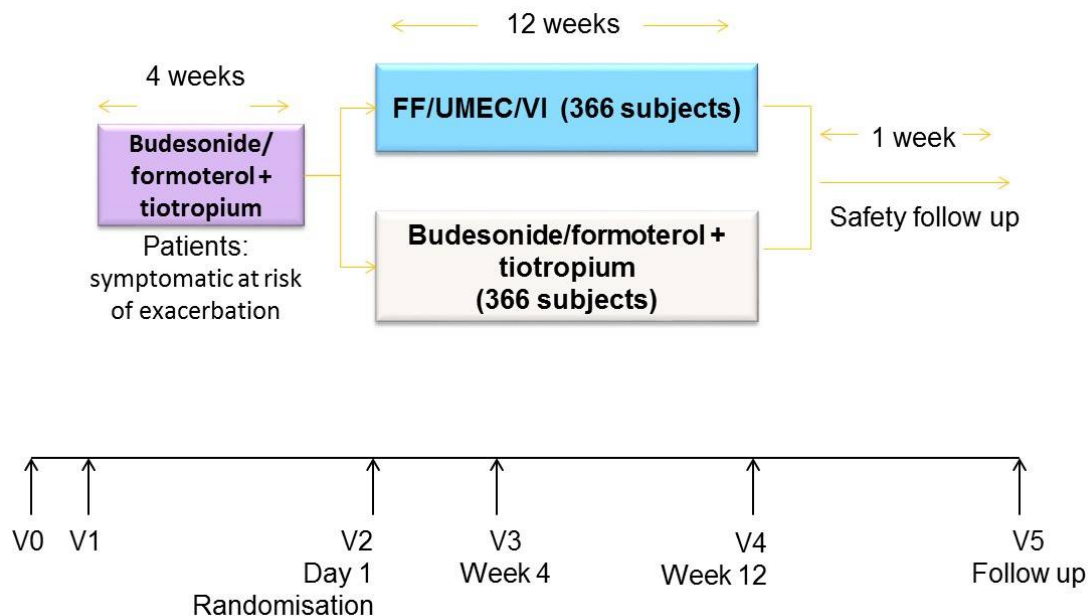 12 weeks
4 weeks
FF/UMEC/VI (366 subjects)
Budesonide/
formoterol +
tiotropium
1 week
Safety follow up
Patients:
symptomatic at risk
of exacerbation
Budesonide/formoterol +
tiotropium
(366 subjects)
V0
V1
V2
Day 1
Randomisation
V3
Week 4
V4
Week 12
V5
Follow up